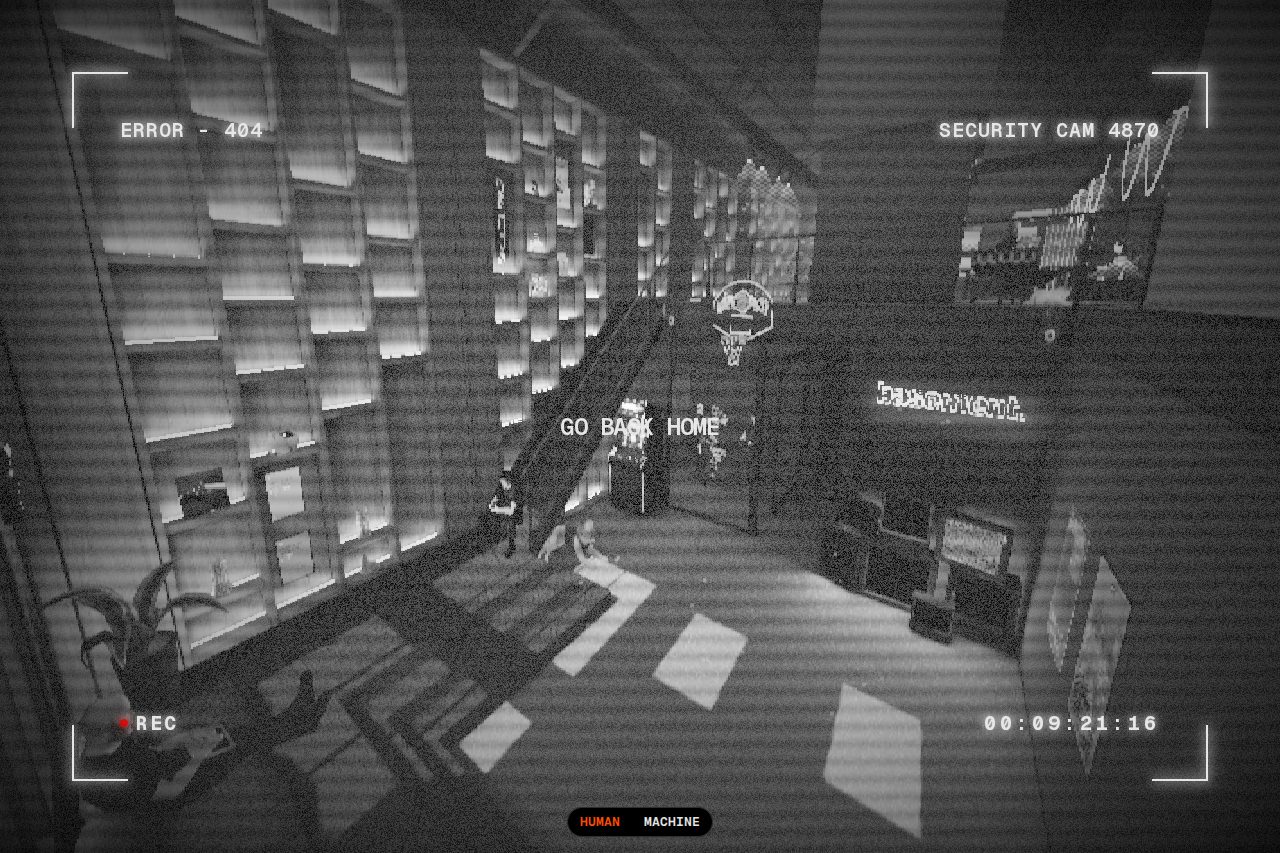 ERROR - 404
SECURITY CAM 4870
GO BACK HOME
REC
00:09:21:16
HUMAN MACHINE